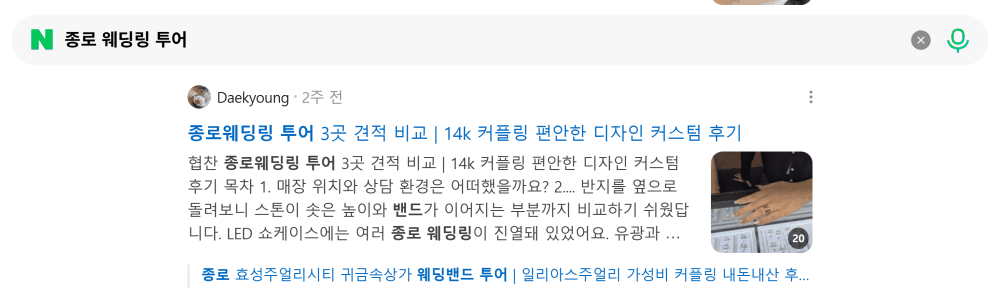 N 종로 웨딩링 투어
Daekyoung · 2주 전
종로웨딩링 투어 3곳 견적 비교 | 14k 커플링 편안한 디자인 커스텀 후기
협찬 종로웨딩링 투어 3곳 견적 비교 | 14k 커플링 편안한 디자인 커스텀
후기 목차 1. 매장 위치와 상담 환경은 어떠했을까요? 2.... 반지를 옆으로
돌려보니 스톤이 솟은 높이와 밴드가 이어지는 부분까지 비교하기 쉬웠답
니다. LED 쇼케이스에는 여러 종로 웨딩링이 진열돼 있었어요. 유광과 ...
20
종로 효성주얼리시티 귀금속상가 웨딩밴드 투어 | 일리아스주얼리 가성비 커플링 내돈내산 후...